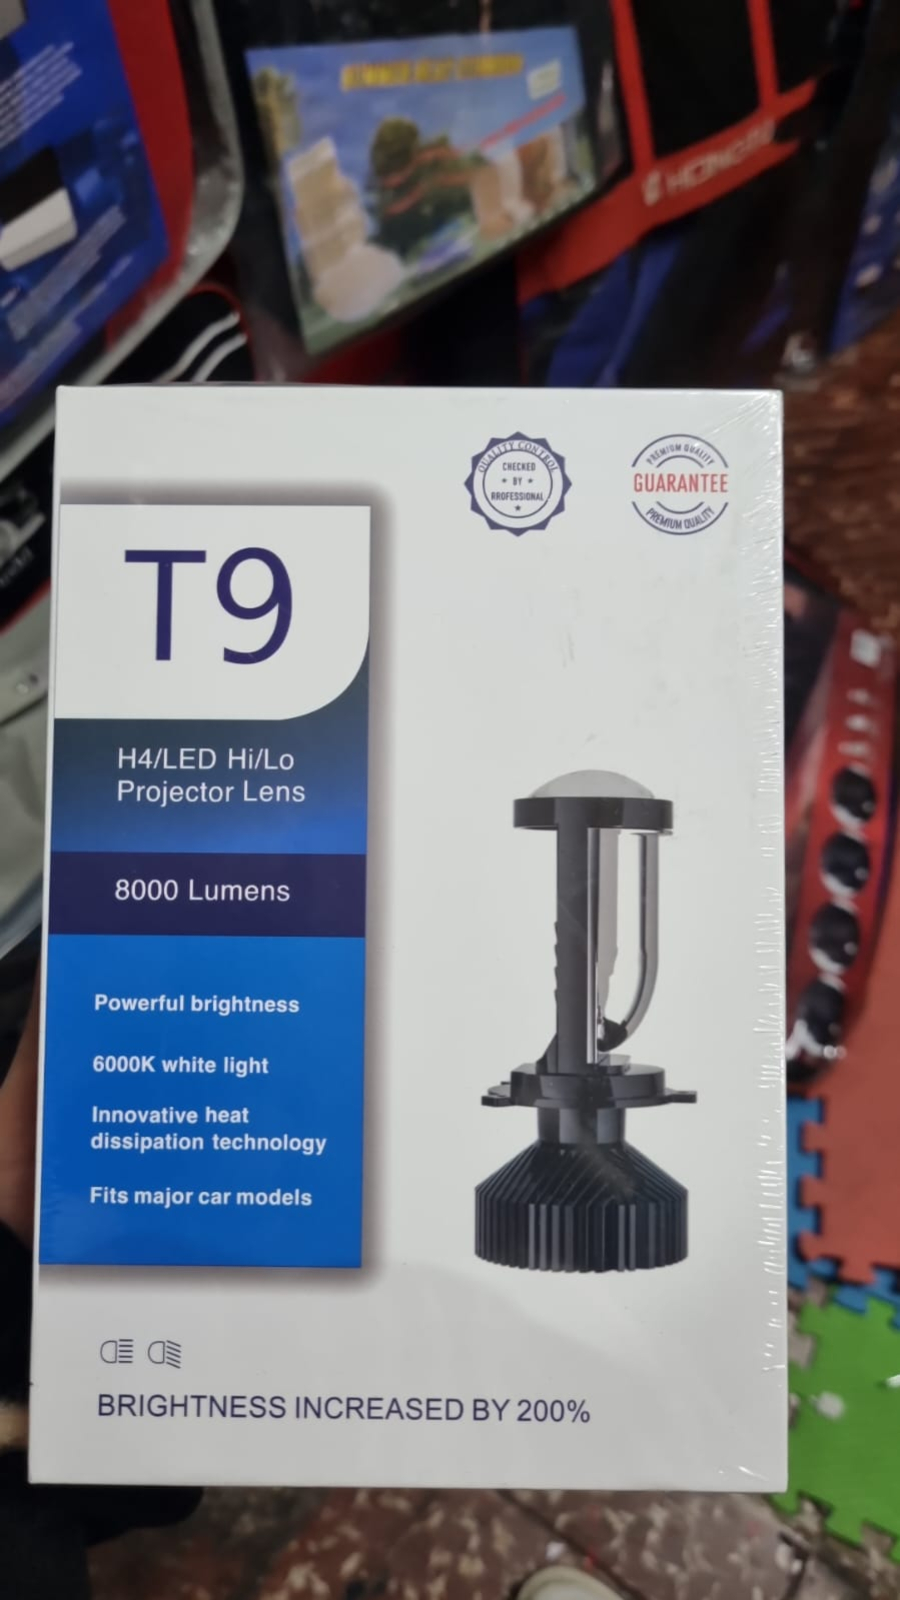 QUALITY CONTROL
CHECKED
BY
RROFESSIONAL
PREMIUM QUALITY
GUARANTEE
PREMIUM QUALITY
T9
H4/LED Hi/Lo
Projector Lens
8000 Lumens
Powerful brightness
6000K white light
Innovative heat
dissipation technology
Fits major car models
BRIGHTNESS INCREASED BY 200%